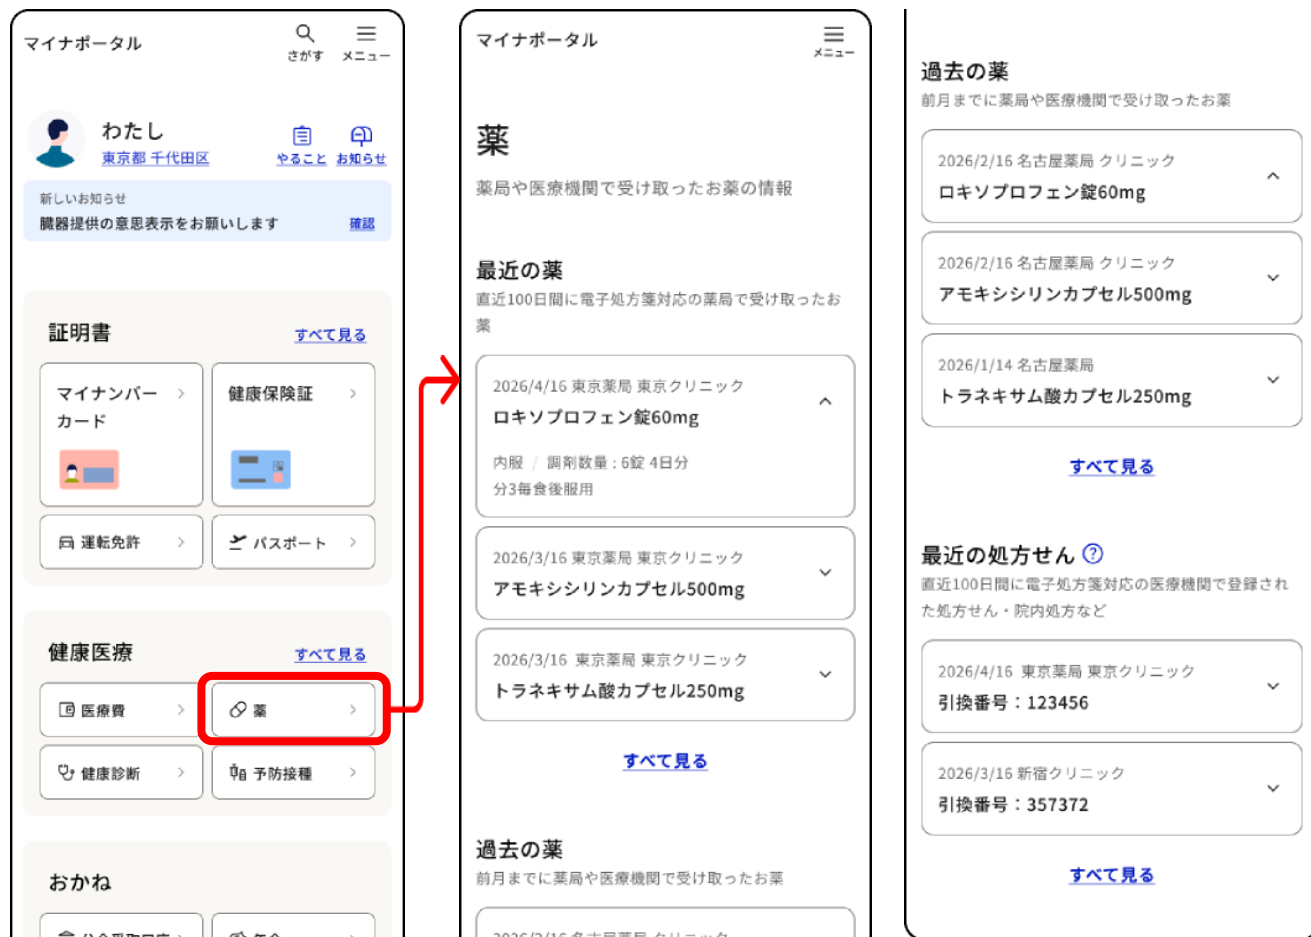 マイナポータル
さがす
メニュー
わたし
東京都 千代田区
やること
お知らせ
新しいお知らせ
臓器提供の意思表示をお願いします
確認
証明書
すべて見る
マイナンバー
カード
健康保険証
運転免許
パスポート
健康医療
すべて見る
医療費
薬
健康診断
予防接種
おかね
マイナポータル
メニュー
薬
薬局や医療機関で受け取ったお薬の情報
最近の薬
直近100日間に電子処方箋対応の薬局で受け取ったお
薬
2026/4/16 東京薬局 東京クリニック
ロキソプロフェン錠60mg
内服 / 調剤数量：6錠 4日分
分3毎食後服用
2026/3/16 東京薬局 東京クリニック
アモキシシリンカプセル500mg
2026/3/16 東京薬局 東京クリニック
トラネキサム酸カプセル250mg
すべて見る
過去の薬
前月までに薬局や医療機関で受け取ったお薬
過去の薬
前月までに薬局や医療機関で受け取ったお薬
2026/2/16 名古屋薬局 クリニック
ロキソプロフェン錠60mg
2026/2/16 名古屋薬局 クリニック
アモキシシリンカプセル500mg
2026/1/14 名古屋薬局
トラネキサム酸カプセル250mg
すべて見る
最近の処方せん ?
直近100日間に電子処方箋対応の医療機関で登録され
た処方せん・院内処方など
2026/4/16 東京薬局 東京クリニック
引換番号：123456
2026/3/16 新宿クリニック
引換番号：357372
すべて見る